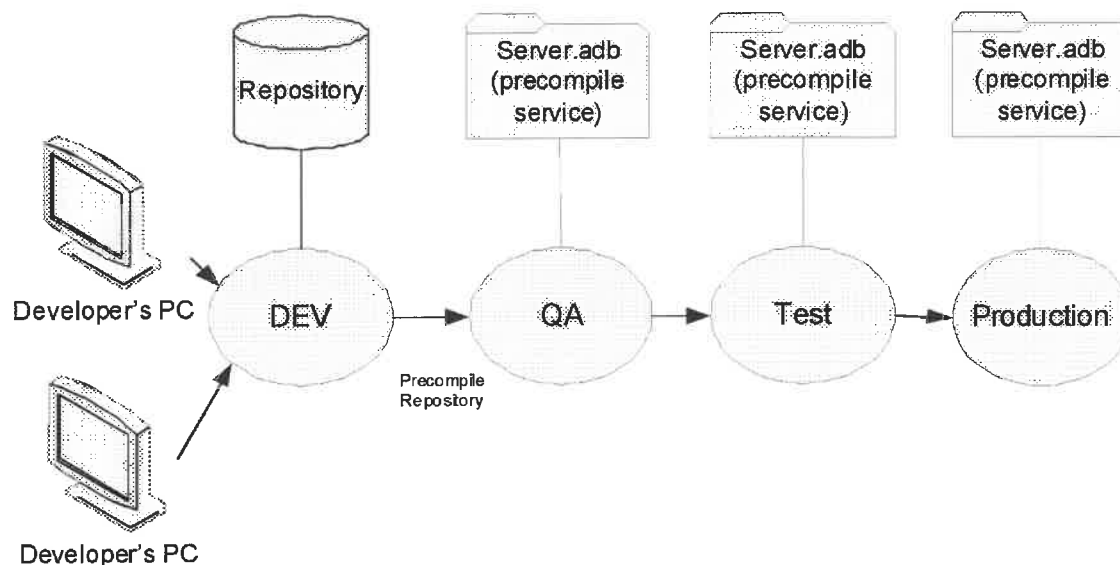 Repository
Server.adb
(precompile
service)
Server.adb
(precompile
service)
Server.adb
(precompile
service)
Developer's PC
DEV
QA
Test
Production
Precompile
Repository
Developer's PC